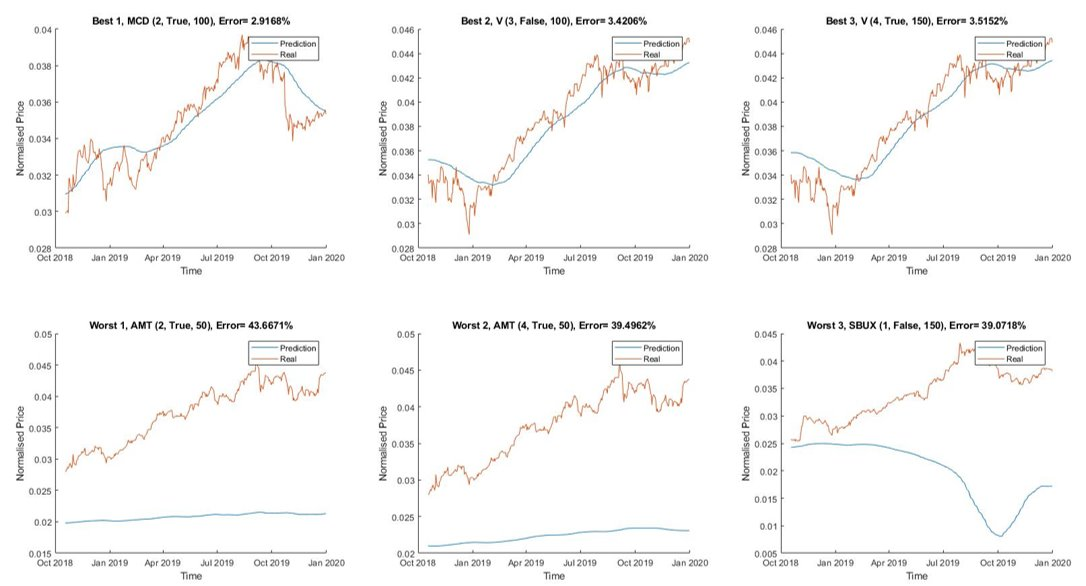 Best 1, MCD (2, True, 100), Error= 2.9168%
0.04
0.038
0.036
0.034
0.032
0.03
0.028
Normalised Price
Prediction
Real
Oct 2018 Jan 2019 Apr 2019 Jul 2019 Oct 2019 Jan 2020
Time
Best 2, V (3, False, 100), Error= 3.4206%
0.046
0.044
0.042
0.04
0.038
0.036
0.034
0.032
0.03
0.028
Normalised Price
Prediction
Real
Oct 2018 Jan 2019 Apr 2019 Jul 2019 Oct 2019 Jan 2020
Time
Best 3, V (4, True, 150), Error= 3.5152%
0.046
0.044
0.042
0.04
0.038
0.036
0.034
0.032
0.03
0.028
Normalised Price
Prediction
Real
Oct 2018 Jan 2019 Apr 2019 Jul 2019 Oct 2019 Jan 2020
Time
Worst 1, AMT (2, True, 50), Error= 43.6671%
0.05
0.045
0.04
0.035
0.03
0.025
0.02
0.015
Normalised Price
Prediction
Real
Oct 2018 Jan 2019 Apr 2019 Jul 2019 Oct 2019 Jan 2020
Time
Worst 2, AMT (4, True, 50), Error= 39.4962%
0.05
0.045
0.04
0.035
0.03
0.025
0.02
Normalised Price
Prediction
Real
Oct 2018 Jan 2019 Apr 2019 Jul 2019 Oct 2019 Jan 2020
Time
Worst 3, SBUX (1, False, 150), Error= 39.0718%
0.045
0.04
0.035
0.03
0.025
0.02
0.015
0.01
0.005
Normalised Price
Prediction
Real
Oct 2018 Jan 2019 Apr 2019 Jul 2019 Oct 2019 Jan 2020
Time